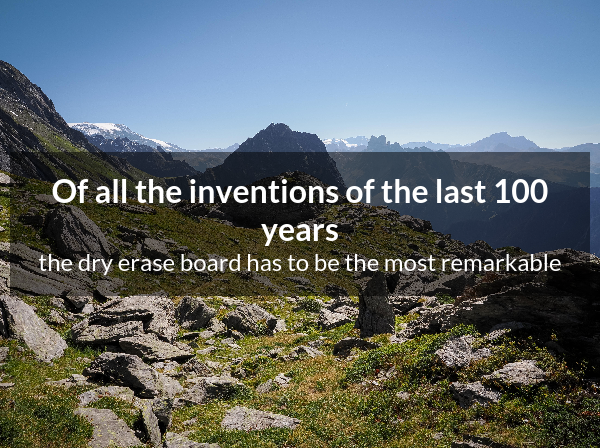 Of all the inventions of the last 100
years
the dry erase board has to be the most remarkable